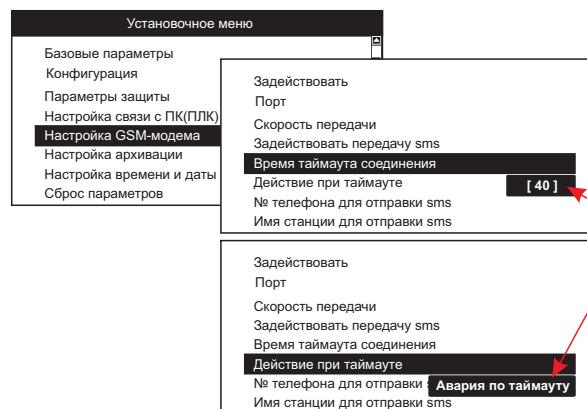 Установочное меню
Базовые параметры
Конфигурация
Параметры защиты
Настройка связи с ПК(ПЛК)
Настройка GSM-модема
Настройка архивации
Настройка времени и даты
Сброс параметров
Задействовать
Порт
Скорость передачи
Задействовать передачу sms
Время таймаута соединения
Действие при таймауте [ 40 ]
№ телефона для отправки sms
Имя станции для отправки sms
Задействовать
Порт
Скорость передачи
Задействовать передачу sms
Время таймаута соединения
Действие при таймауте
№ телефона для отправки Авария по таймауту
Имя станции для отправки sms